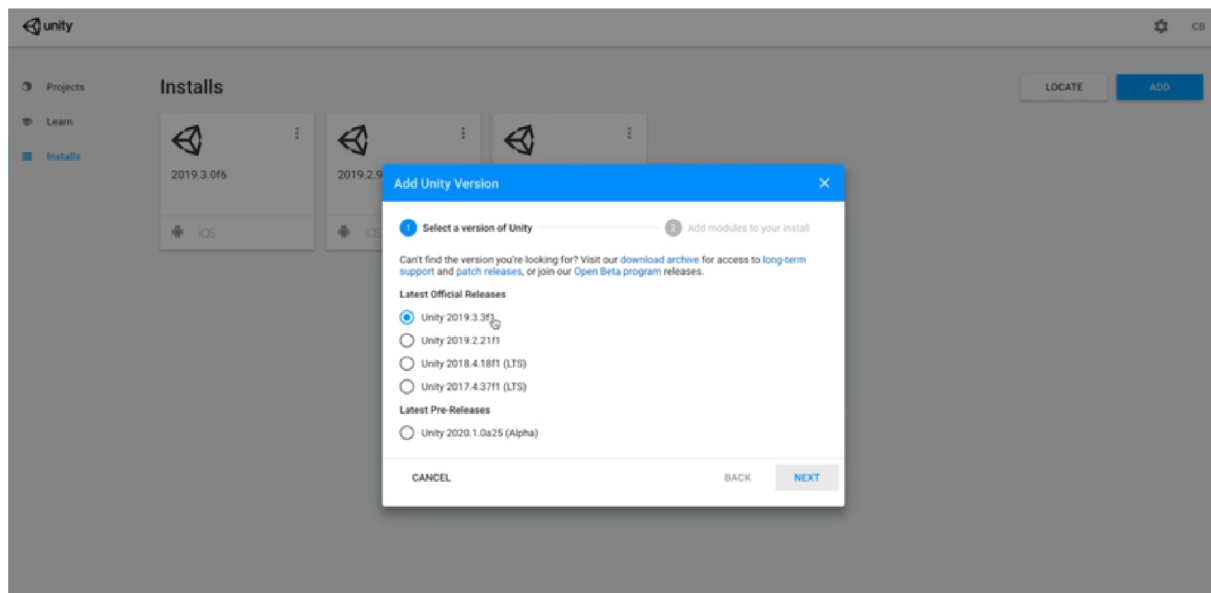 unity
CB
Projects
Learn
Installs
Installs
LOCATE
ADD
2019.3.0f6
iOS
2019.2.9
iOS
Add Unity Version
1 Select a version of Unity
2 Add modules to your install
Can't find the version you're looking for? Visit our download archive for access to long-term
support and patch releases, or join our Open Beta program releases.
Latest Official Releases
Unity 2019.3.3f1
Unity 2019.2.21f1
Unity 2018.4.18f1 (LTS)
Unity 2017.4.37f1 (LTS)
Latest Pre-Releases
Unity 2020.1.0a25 (Alpha)
CANCEL
BACK
NEXT